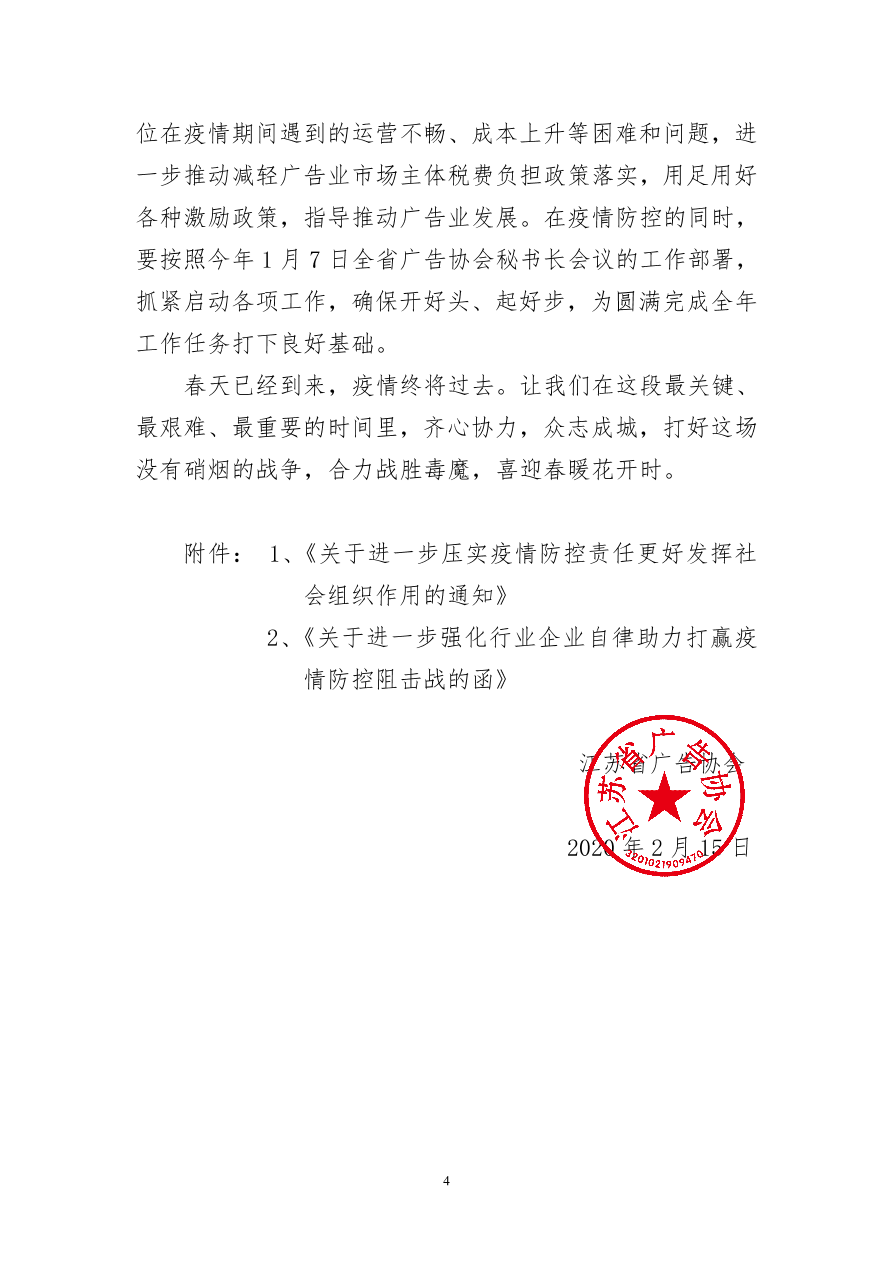 位在疫情期间遇到的运营不畅、成本上升等困难和问题，进
一步推动减轻广告业市场主体税费负担政策落实，用足用好
各种激励政策，指导推动广告业发展。在疫情防控的同时，
要按照今年 1 月 7 日全省广告协会秘书长会议的工作部署，
抓紧启动各项工作，确保开好头、起好步，为圆满完成全年
工作任务打下良好基础。
春天已经到来，疫情终将过去。让我们在这段最关键、
最艰难、最重要的时间里，齐心协力，众志成城，打好这场
没有硝烟的战争，合力战胜毒魔，喜迎春暖花开时。
附件： 1、《关于进一步压实疫情防控责任更好发挥社
会组织作用的通知》
2、《关于进一步强化行业企业自律助力打赢疫
情防控阻击战的函》
江苏省广告协会
江苏省广告协会
2020 年 2 月 15 日
3201021909470
4